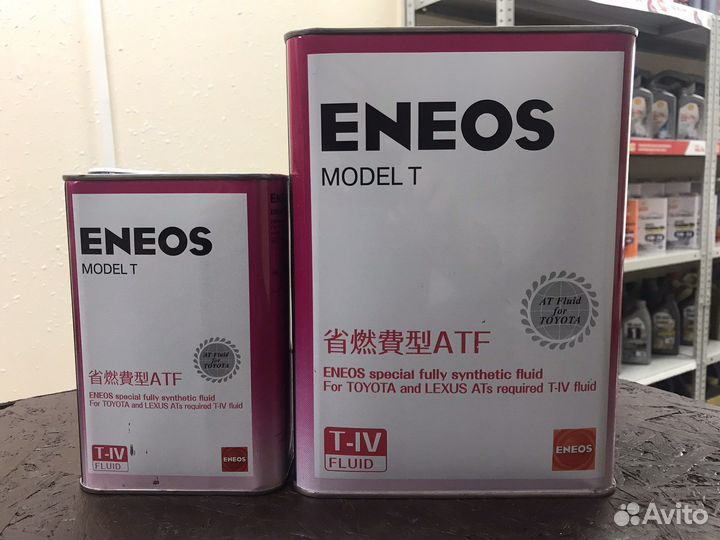 ENEOS
MODEL T
AT Fluid
for
TOYOTA
省燃費型ATF
ENEOS special fully synthetic fluid
For TOYOTA and LEXUS ATs required T-IV fluid
T-IV
FLUID
ENEOS
ENEOS
MODEL T
AT Fluid
for
TOYOTA
省燃費型ATF
ENEOS special fully synthetic fluid
For TOYOTA and LEXUS ATs required T-IV fluid
T-IV
FLUID
ENEOS
Avito